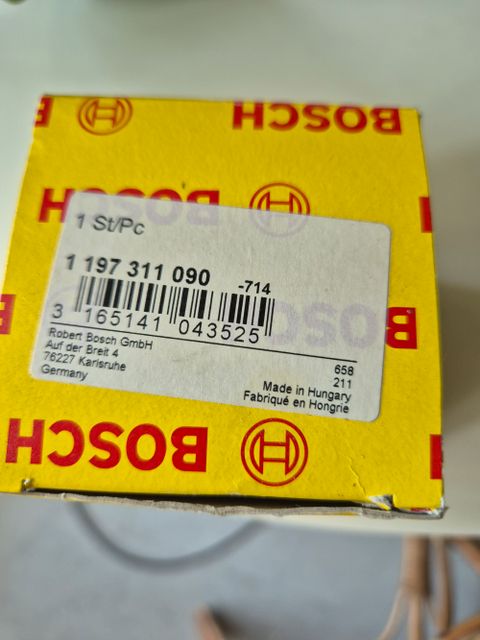 BOSCH
H
BOSCH
1 St/Pc
1 197 311 090 -714
3 165141 043525
Robert Bosch GmbH
Auf der Breit 4
76227 Karlsruhe
Germany
658
211
Made in Hungary
Fabriqué en Hongrie
BOSCH